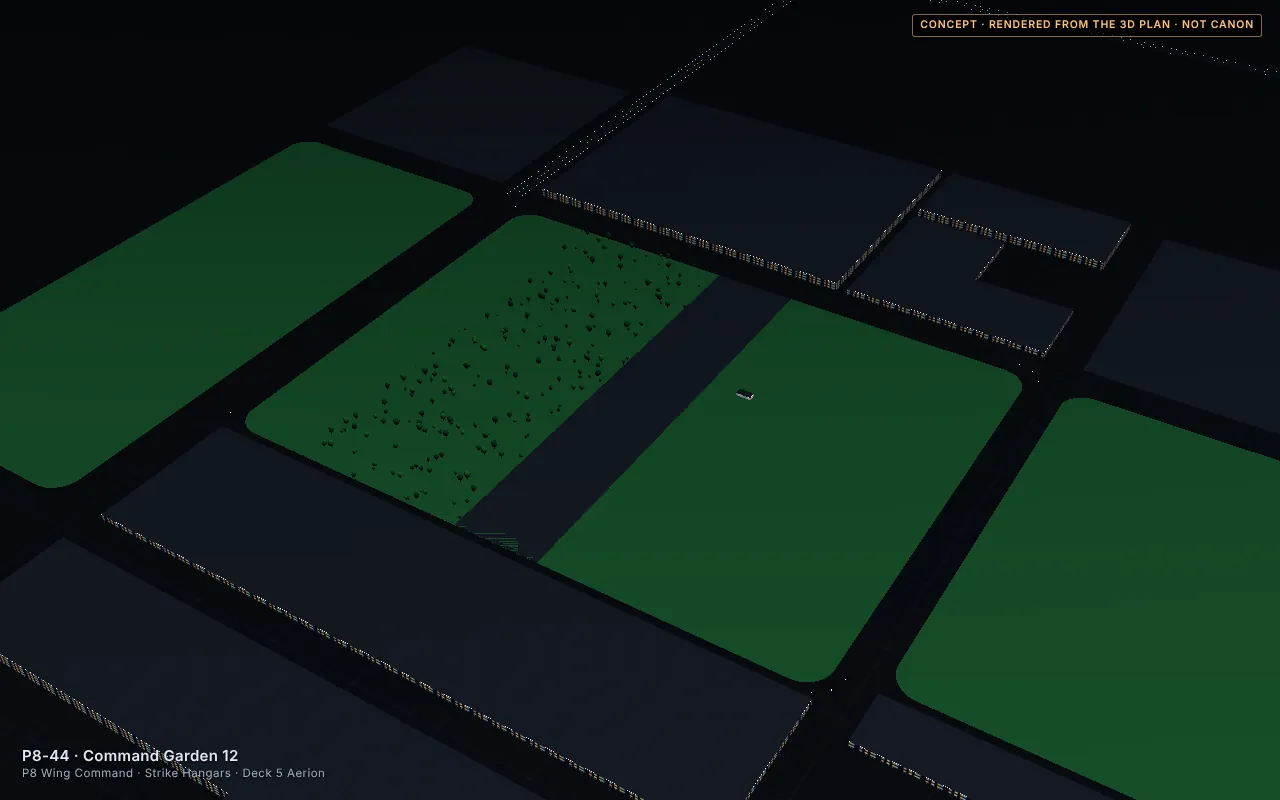 CONCEPT · RENDERED FROM THE 3D PLAN · NOT CANON
P8-44 · Command Garden 12
P8 Wing Command · Strike Hangars · Deck 5 Aerion